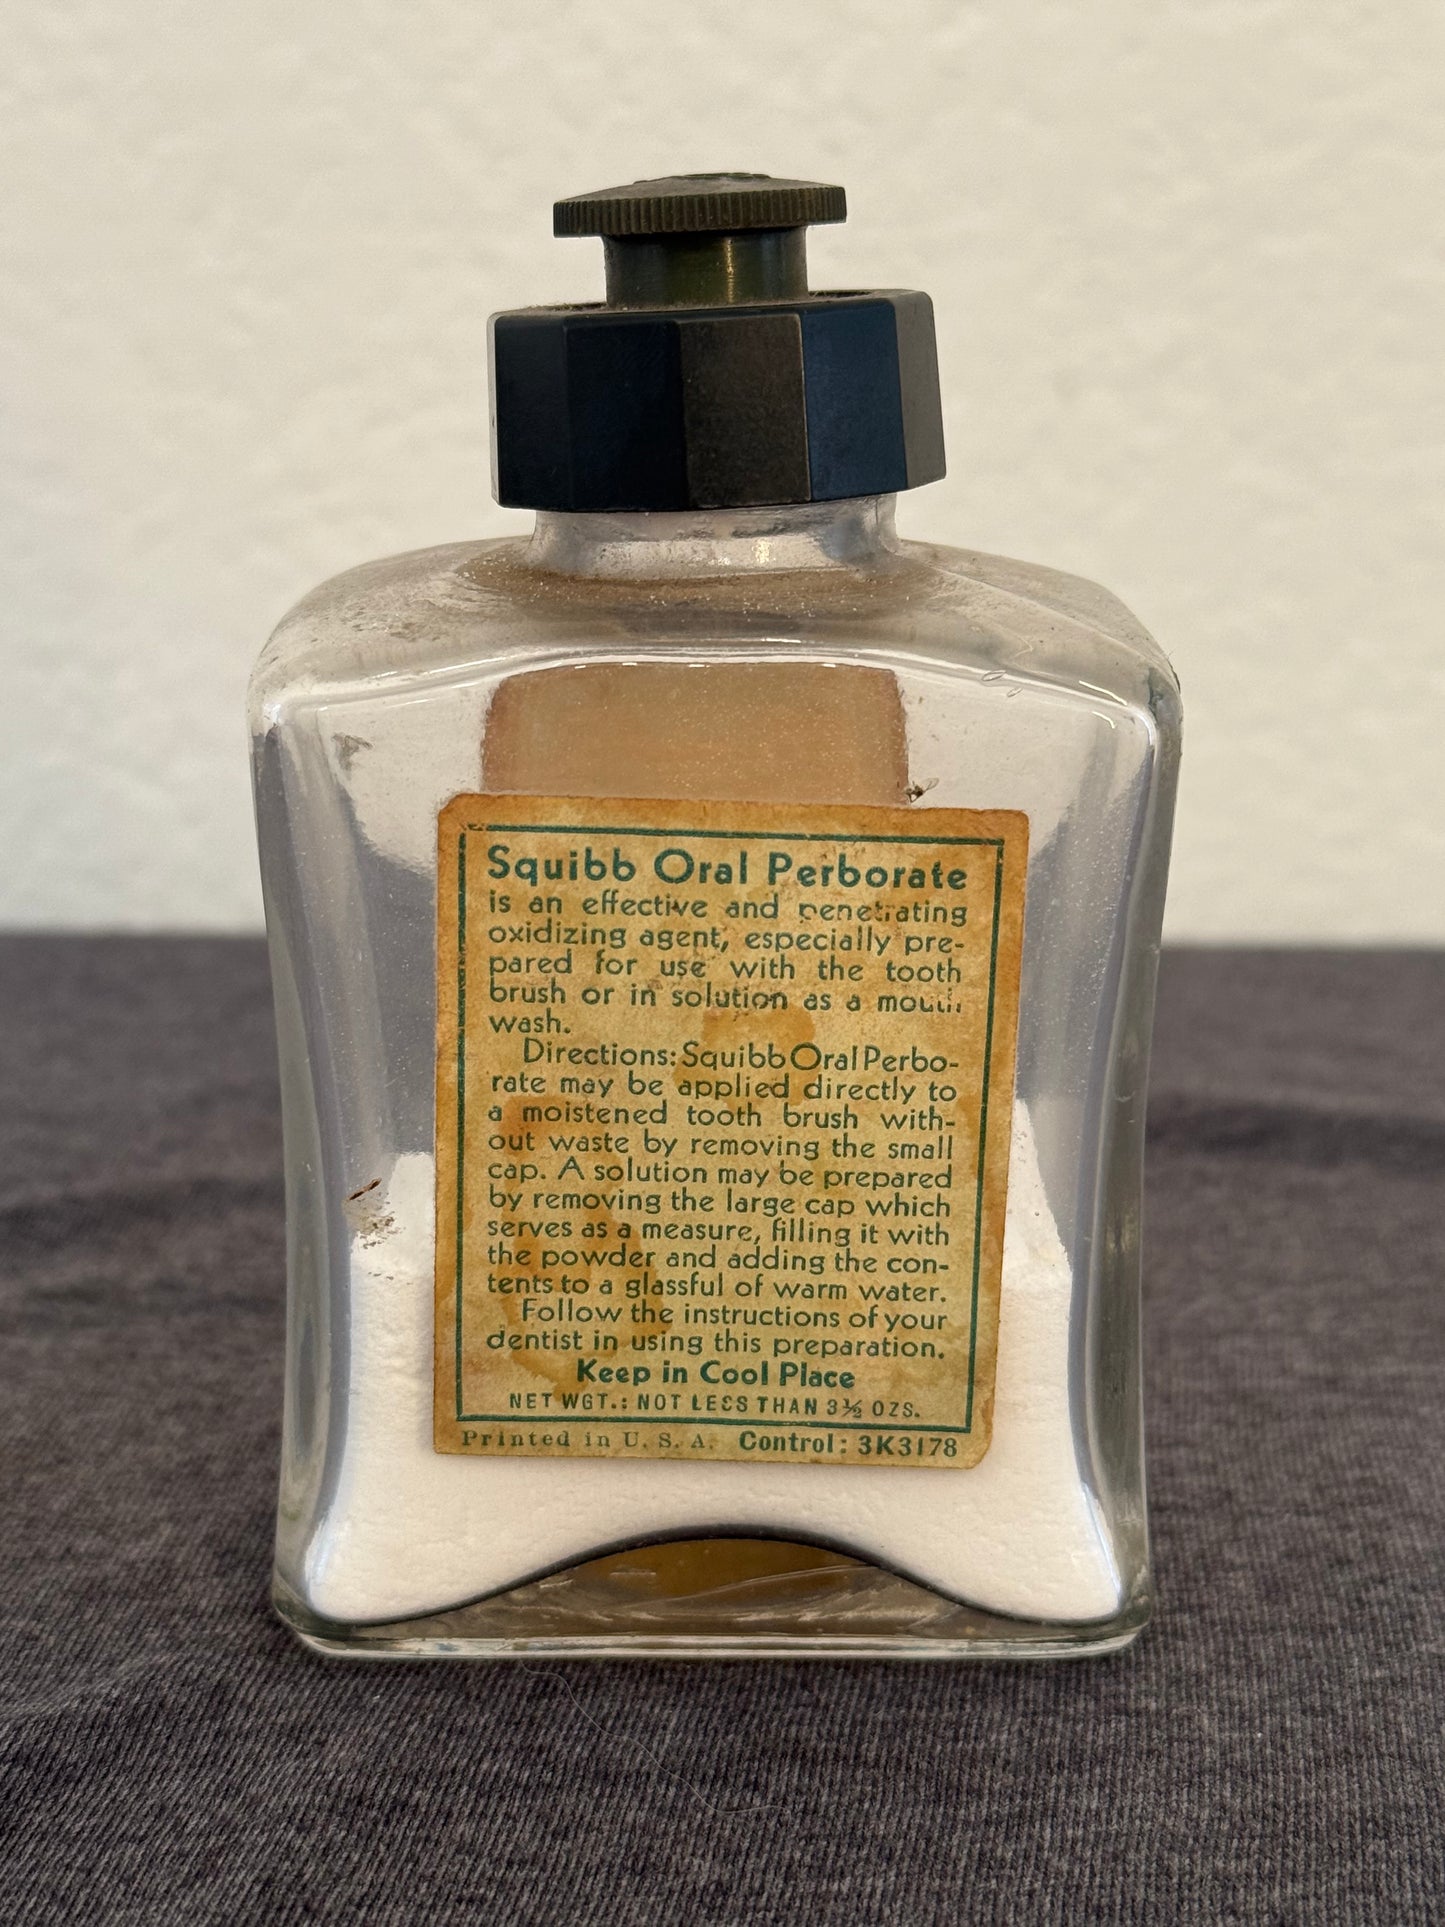 Squibb Oral Perborate
is an effective and penetrating
oxidizing agent, especially pre-
pared for use with the tooth
brush or in solution as a mouth
wash.
Directions: Squibb Oral Perbo-
rate may be applied directly to
a moistened tooth brush with-
out waste by removing the small
cap. A solution may be prepared
by removing the large cap which
serves as a measure, filling it with
the powder and adding the con-
tents to a glassful of warm water.
Follow the instructions of your
dentist in using this preparation.
Keep in Cool Place
NET WGT.: NOT LESS THAN 3½ OZS.
Printed in U. S. A. Control: 3K3178